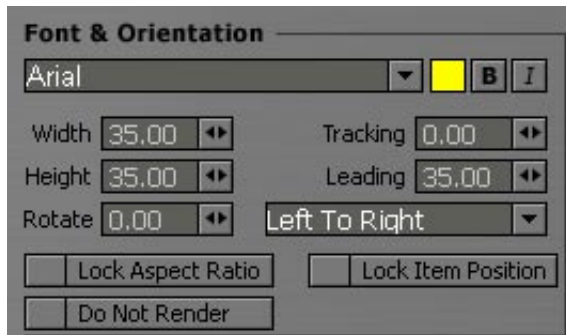 Font & Orientation
Arial B I
Width 35.00 Tracking 0.00
Height 35.00 Leading 35.00
Rotate 0.00 Left To Right
Lock Aspect Ratio Lock Item Position
Do Not Render